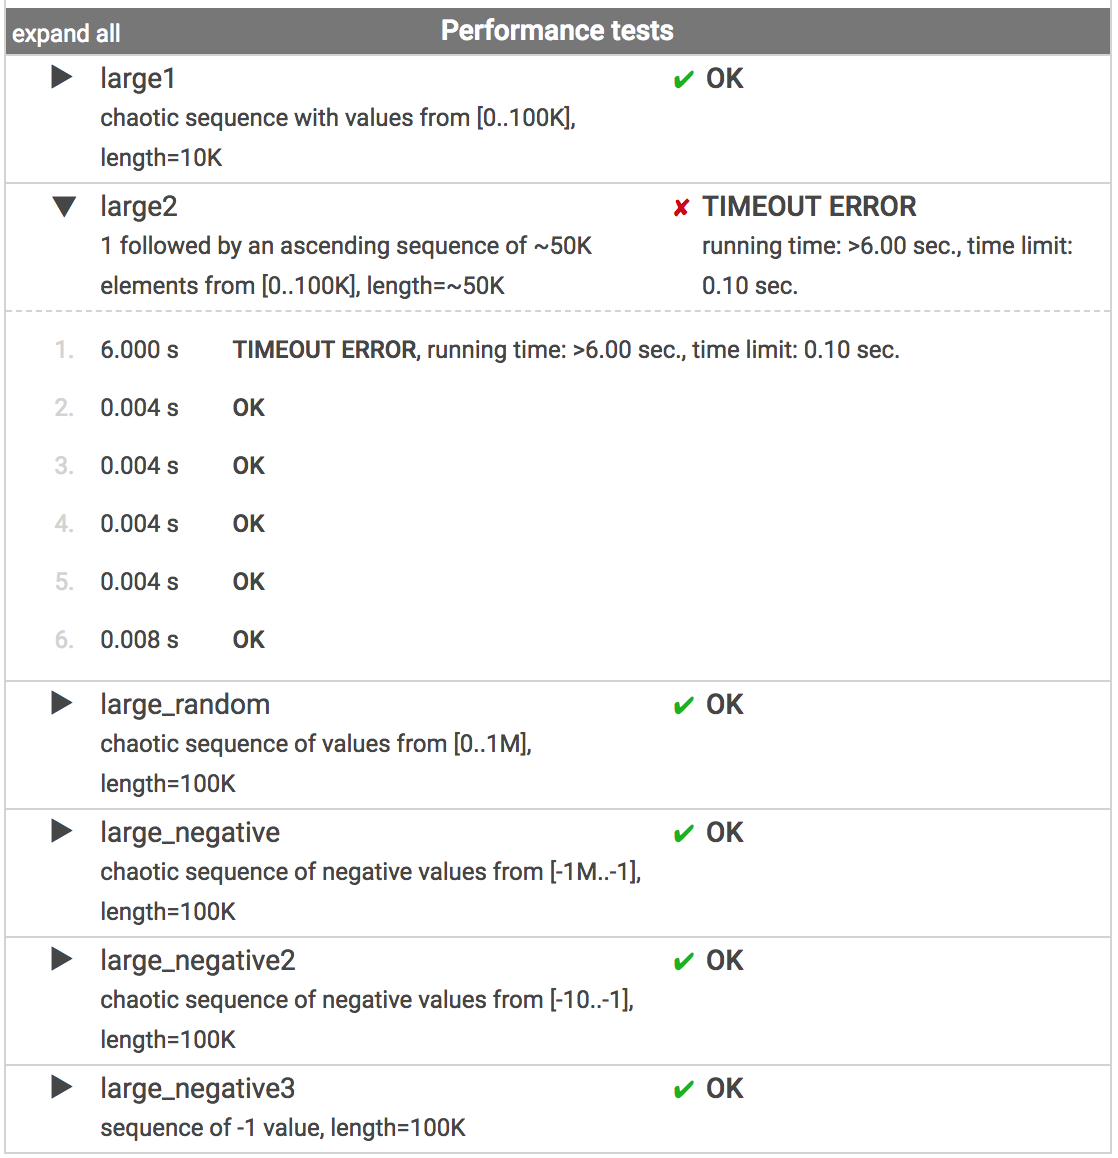 expand all Performance tests
large1 ✔ OK
chaotic sequence with values from [0..100K],
length=10K
large2 ✘ TIMEOUT ERROR
1 followed by an ascending sequence of ~50K running time: >6.00 sec., time limit:
elements from [0..100K], length=~50K 0.10 sec.
1. 6.000 s TIMEOUT ERROR, running time: >6.00 sec., time limit: 0.10 sec.
2. 0.004 s OK
3. 0.004 s OK
4. 0.004 s OK
5. 0.004 s OK
6. 0.008 s OK
large_random ✔ OK
chaotic sequence of values from [0..1M],
length=100K
large_negative ✔ OK
chaotic sequence of negative values from [-1M..-1],
length=100K
large_negative2 ✔ OK
chaotic sequence of negative values from [-10..-1],
length=100K
large_negative3 ✔ OK
sequence of -1 value, length=100K